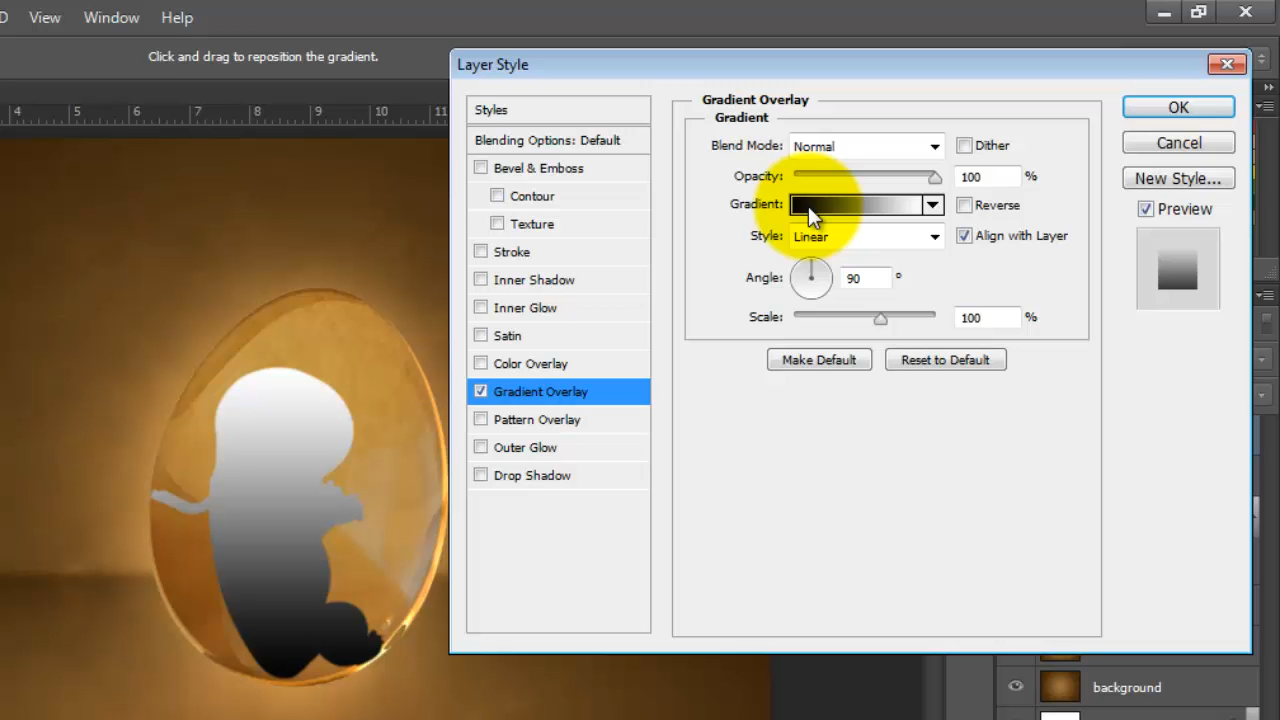 D View Window Help
Click and drag to reposition the gradient.
4 5 6 7 8 9 10 11
Layer Style
Styles
Blending Options: Default
Bevel & Emboss
Contour
Texture
Stroke
Inner Shadow
Inner Glow
Satin
Color Overlay
Gradient Overlay
Pattern Overlay
Outer Glow
Drop Shadow
Gradient Overlay
Gradient
Blend Mode: Normal Dither
Opacity: 100 %
Gradient: Reverse
Style: Linear Align with Layer
Angle: 90 °
Scale: 100 %
Make Default Reset to Default
OK
Cancel
New Style...
Preview
background